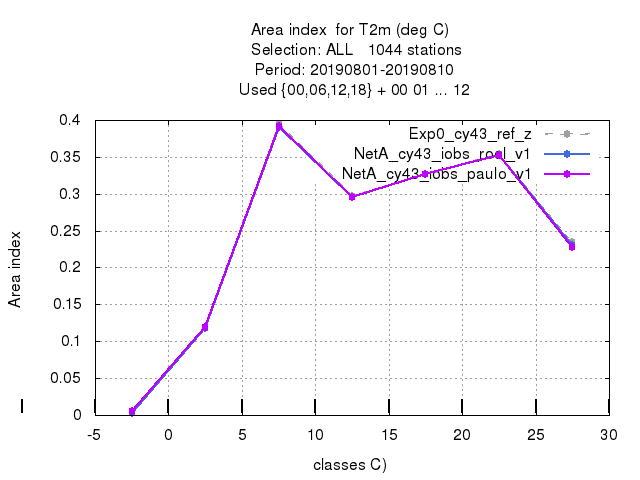 Area index for T2m (deg C)
Selection: ALL 1044 stations
Period: 20190801-20190810
Used {00,06,12,18} + 00 01 ... 12
Exp0_cy43_ref_z
NetA_cy43_iobs_roel_v1
NetA_cy43_iobs_paulo_v1
0.4
0.35
0.3
0.25
0.2
0.15
0.1
0.05
0
Area index
-5
0
5
10
15
20
25
30
classes C)